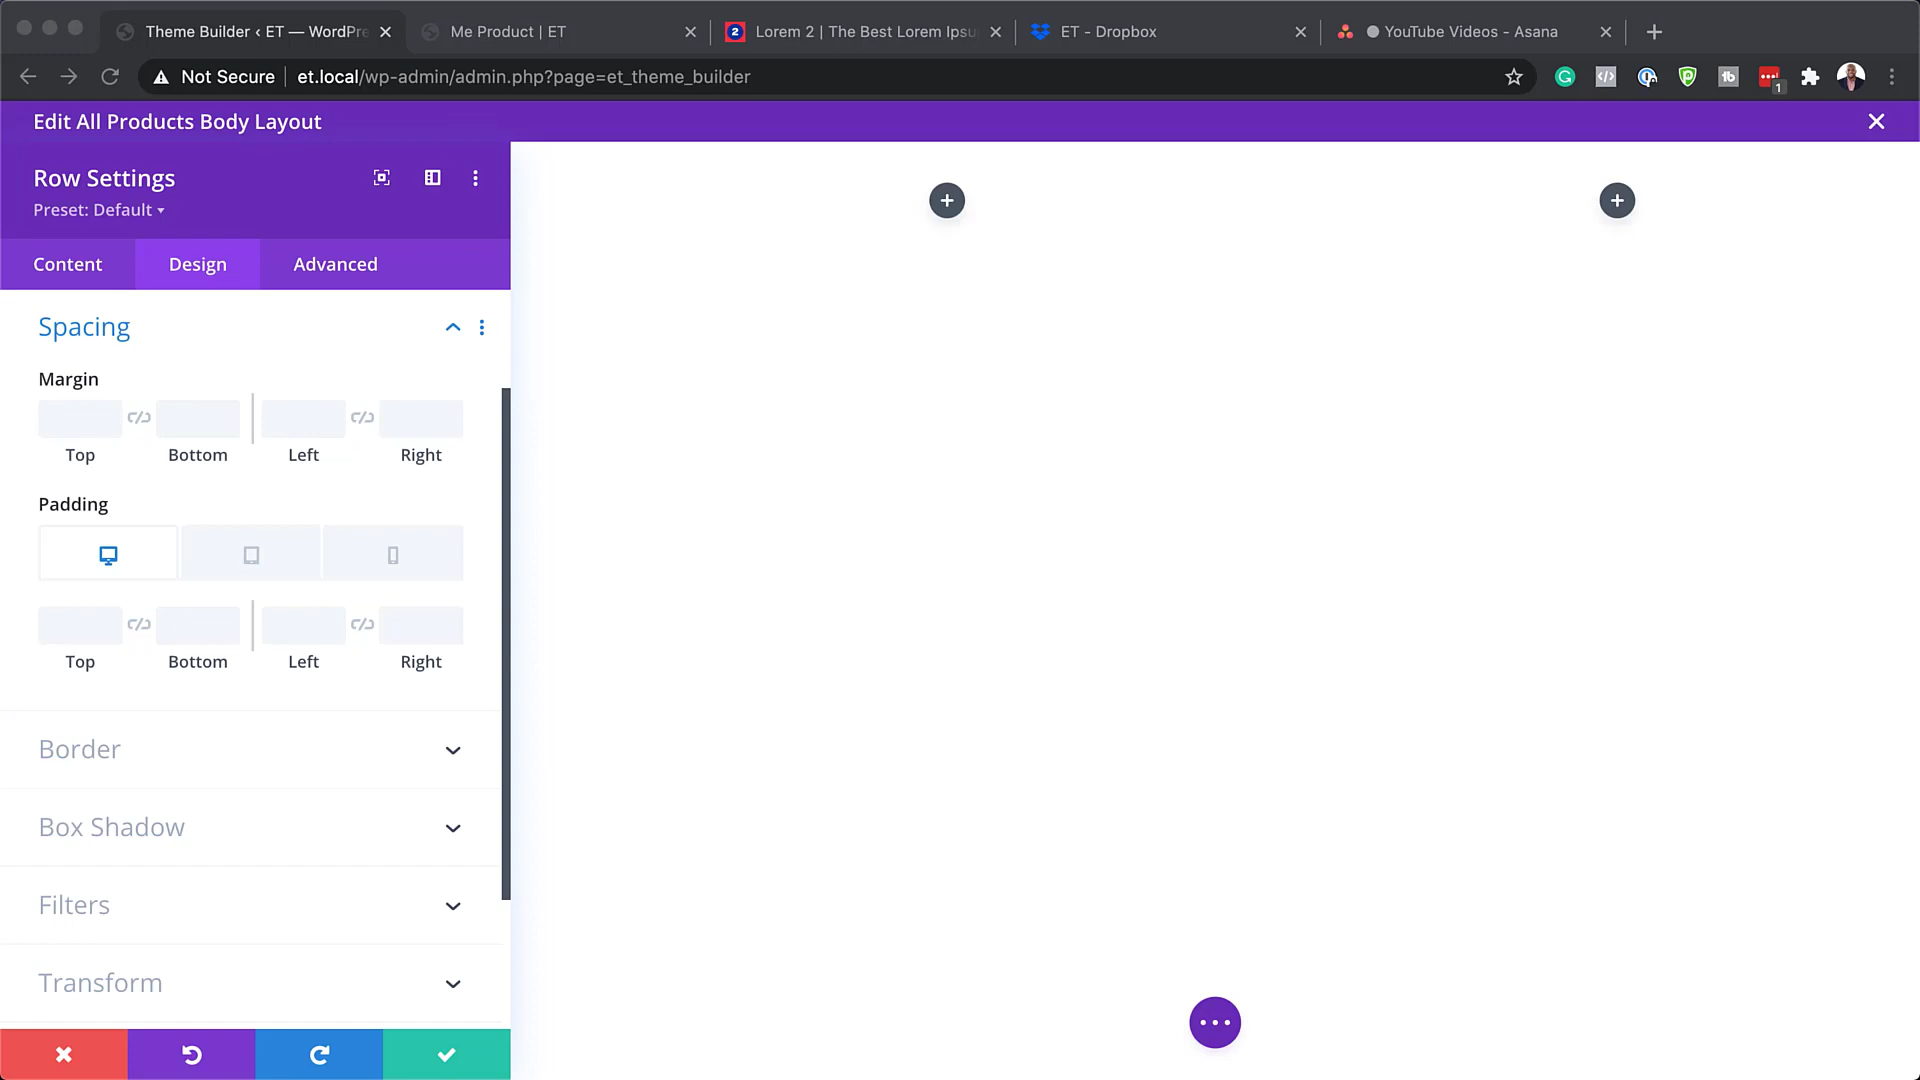 Theme Builder ‹ ET — WordPre
Me Product | ET
2
Lorem 2 | The Best Lorem Ipsu
ET - Dropbox
YouTube Videos - Asana
Not Secure
et.local/wp-admin/admin.php?page=et_theme_builder
1
Edit All Products Body Layout
Row Settings
Preset: Default
Content
Design
Advanced
Spacing
Margin
Top
Bottom
Left
Right
Padding
Top
Bottom
Left
Right
Border
Box Shadow
Filters
Transform